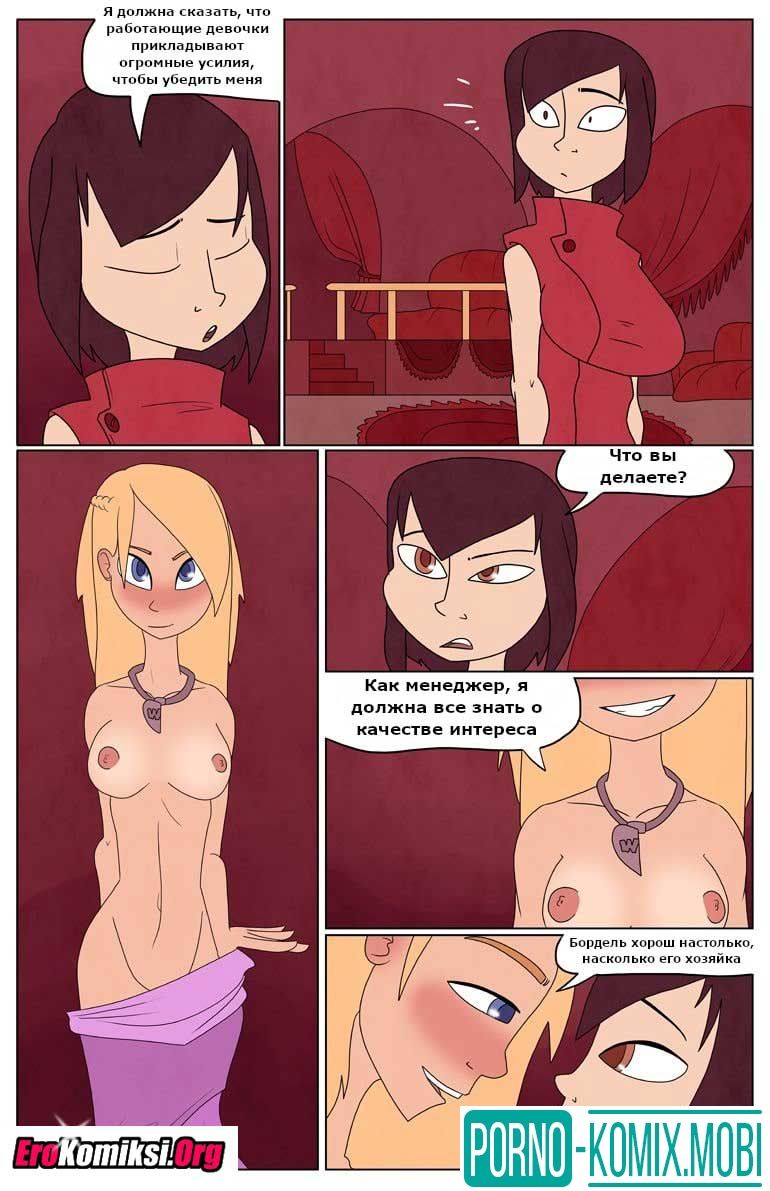 Я должна сказать, что
работающие девочки
прикладывают
огромные усилия,
чтобы убедить меня
Что вы
делаете?
Как менеджер, я
должна все знать о
качестве интереса
W
W
Бордель хорош настолько,
насколько его хозяйка
EroKomiksi.Org
PORNO-KOMIX.MOBI